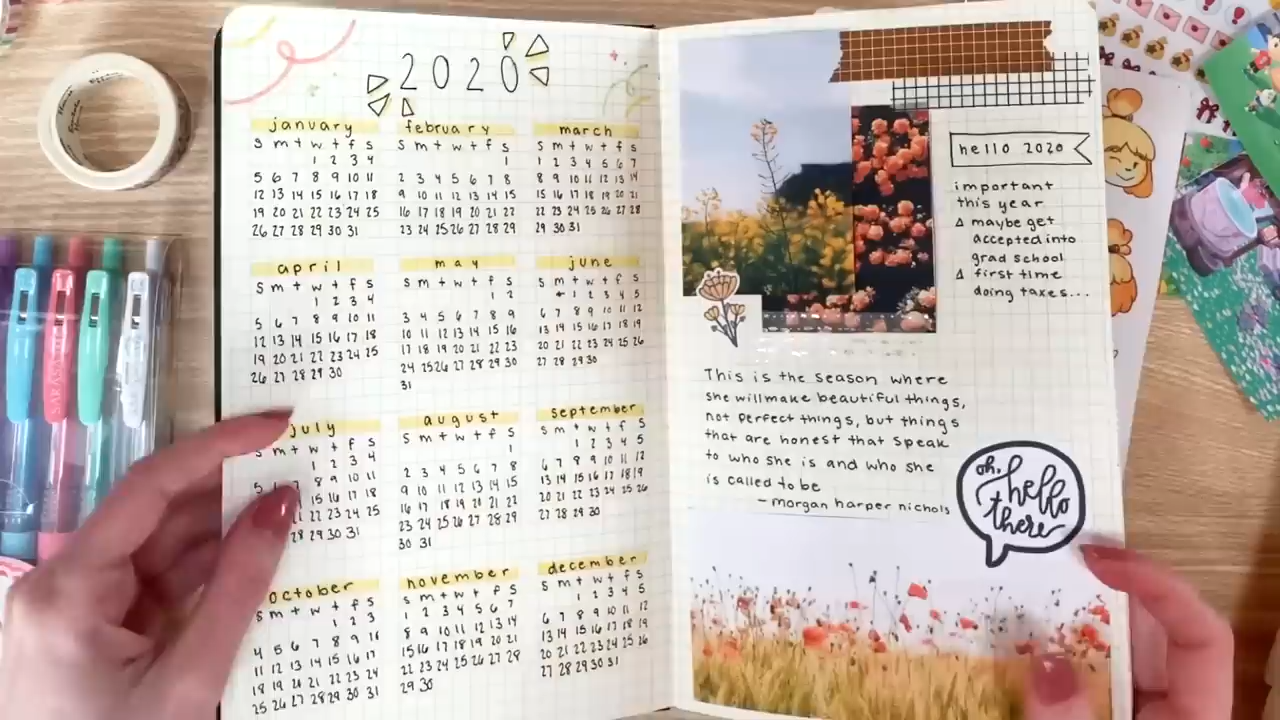 2020
january
S m t w t f s
1 2 3 4
5 6 7 8 9 10 11
12 13 14 15 16 17 18
19 20 21 22 23 24 25
26 27 28 29 30 31
february
S m t w t f s
1
2 3 4 5 6 7 8
9 10 11 12 13 14 15
16 17 18 19 20 21 22
23 24 25 26 27 28 29
march
S m t w t f s
1 2 3 4 5 6 7
8 9 10 11 12 13 14
15 16 17 18 19 20 21
22 23 24 25 26 27 28
29 30 31
april
S m t w t f s
1 2 3 4
5 6 7 8 9 10 11
12 13 14 15 16 17 18
19 20 21 22 23 24 25
26 27 28 29 30
may
S m t w t f s
1 2
3 4 5 6 7 8 9
10 11 12 13 14 15 16
17 18 19 20 21 22 23
24 25 26 27 28 29 30
31
june
S m t w t f s
1 2 3 4 5
6 7 8 9 10 11 12
13 14 15 16 17 18 19
20 21 22 23 24 25 26
27 28 29 30
july
S m t w t f s
1 2 3 4
5 7 8 9 10 11
15 16 17 18
22 23 24 25
28 29 30 31
august
S m t w t f s
1
2 3 4 5 6 7 8
9 10 11 12 13 14 15
16 17 18 19 20 21 22
23 24 25 26 27 28 29
30 31
september
S m t w t f s
1 2 3 4 5
6 7 8 9 10 11 12
13 14 15 16 17 18 19
20 21 22 23 24 25 26
27 28 29 30
october
S m t w t f s
1 2 3
4 5 6 7 8 9 10
11 12 13 14 15 16 17
18 19 20 21 22 23 24
25 26 27 28 29 30 31
november
S m t w t f s
1 2 3 4 5 6 7
8 9 10 11 12 13 14
15 16 17 18 19 20 21
22 23 24 25 26 27 28
29 30
december
S m t w t f s
1 2 3 4 5
6 7 8 9 10 11 12
13 14 15 16 17 18 19
20 21 22 23 24 25 26
27 28 29 30 31
hello 2020
important
this year
Δ maybe get
accepted into
grad school
Δ first time
doing taxes...
This is the season where
she willmake beautiful things,
not perfect things, but things
that are honest that speak
to who she is and who she
is called to be
- morgan harper nichols
oh, hello
there
SARASA